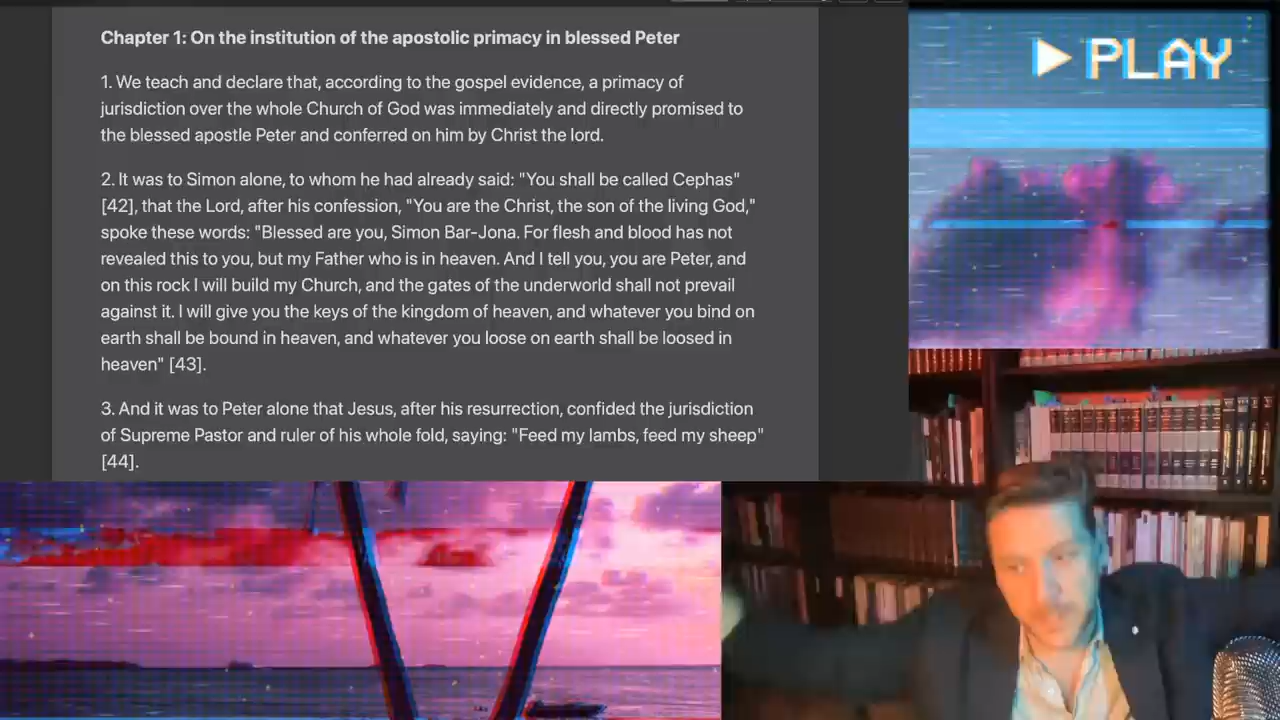 Chapter 1: On the institution of the apostolic primacy in blessed Peter
1. We teach and declare that, according to the gospel evidence, a primacy of
jurisdiction over the whole Church of God was immediately and directly promised to
the blessed apostle Peter and conferred on him by Christ the lord.
2. It was to Simon alone, to whom he had already said: "You shall be called Cephas"
[42], that the Lord, after his confession, "You are the Christ, the son of the living God,"
spoke these words: "Blessed are you, Simon Bar-Jona. For flesh and blood has not
revealed this to you, but my Father who is in heaven. And I tell you, you are Peter, and
on this rock I will build my Church, and the gates of the underworld shall not prevail
against it. I will give you the keys of the kingdom of heaven, and whatever you bind on
earth shall be bound in heaven, and whatever you loose on earth shall be loosed in
heaven" [43].
3. And it was to Peter alone that Jesus, after his resurrection, confided the jurisdiction
of Supreme Pastor and ruler of his whole fold, saying: "Feed my lambs, feed my sheep"
[44].
PLAY